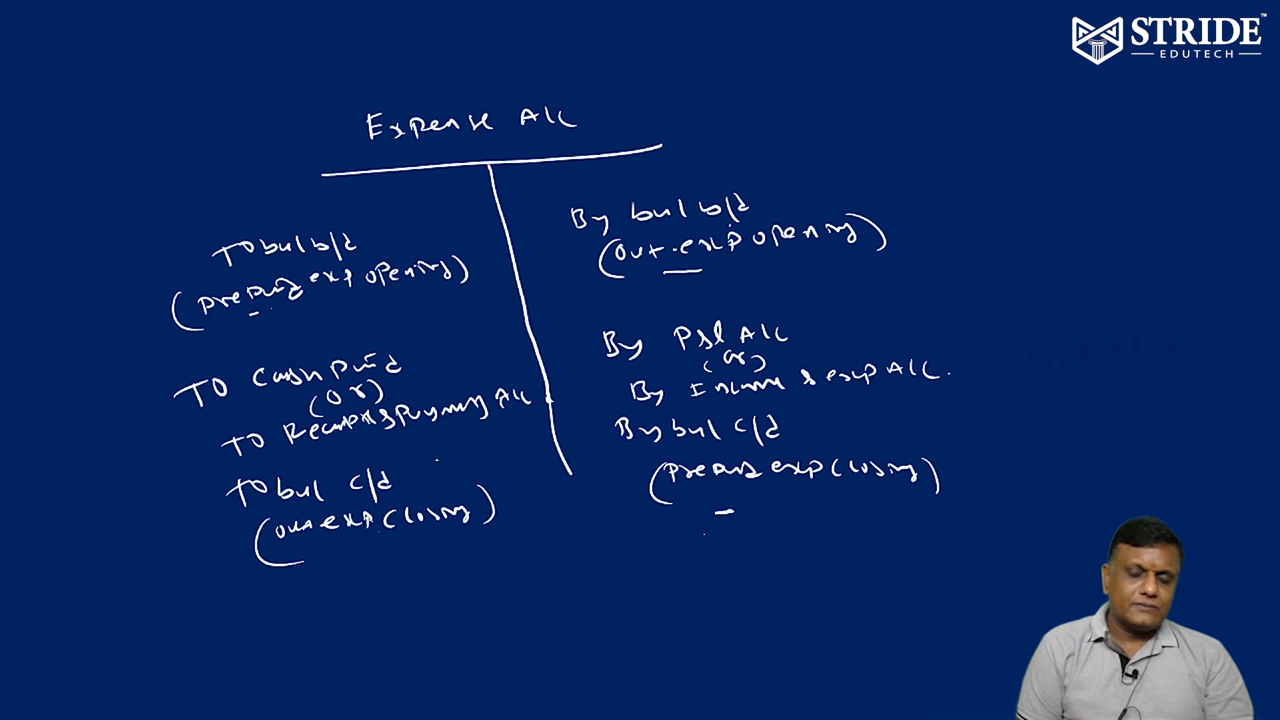 STRIDE™
EDUTECH
Expense A/c
To bal b/d
(prepaid exp opening)
To Cash Paid
(or)
To Receipts & Payments A/c
To bal c/d
(out exp closing)
By bal b/d
(out. exp opening)
By P&L A/c
(or)
By Income & exp A/c.
By bal c/d
(Prepaid exp closing)